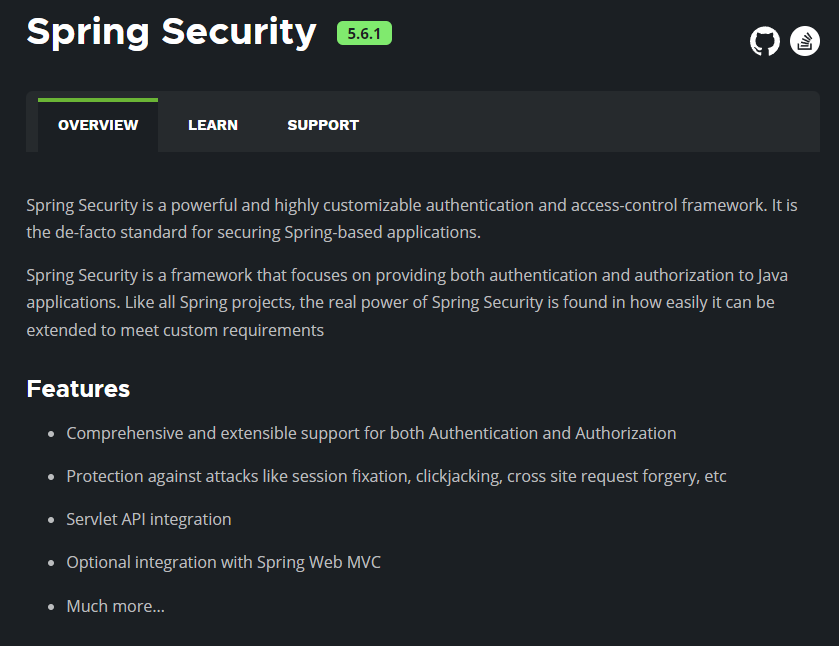 Spring Security 5.6.1
OVERVIEW LEARN SUPPORT
Spring Security is a powerful and highly customizable authentication and access-control framework. It is
the de-facto standard for securing Spring-based applications.
Spring Security is a framework that focuses on providing both authentication and authorization to Java
applications. Like all Spring projects, the real power of Spring Security is found in how easily it can be
extended to meet custom requirements
Features
• Comprehensive and extensible support for both Authentication and Authorization
• Protection against attacks like session fixation, clickjacking, cross site request forgery, etc
• Servlet API integration
• Optional integration with Spring Web MVC
• Much more...